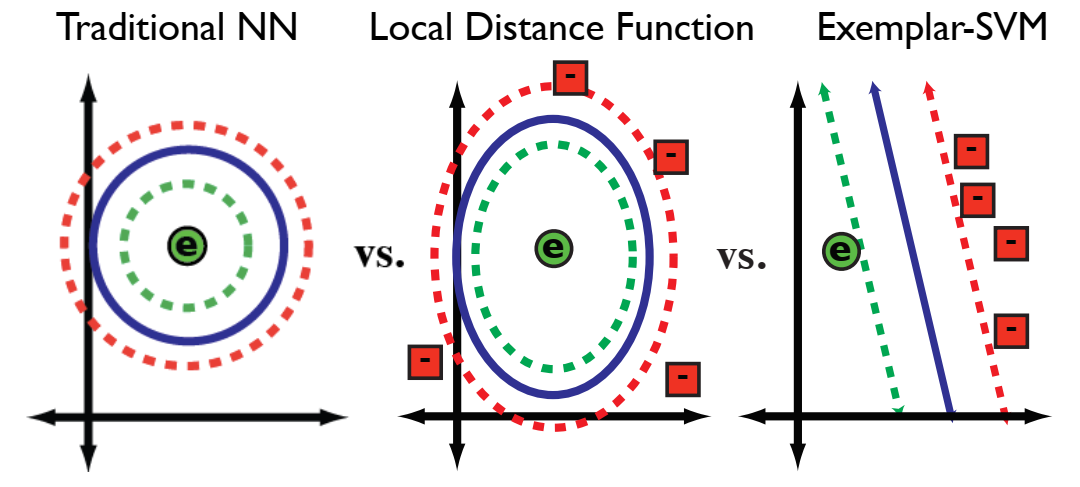 Traditional NN
Local Distance Function
Exemplar-SVM
e
vs.
-
-
e
-
-
vs.
-
-
e
-
-